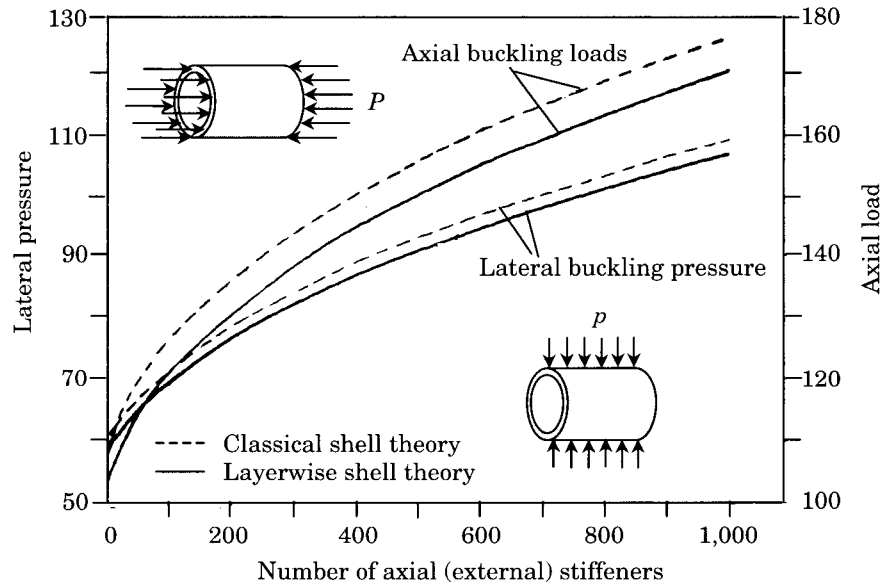 130
110
90
70
50
Lateral pressure
180
160
140
120
100
Axial load
P
Axial buckling loads
Lateral buckling pressure
p
Classical shell theory
Layerwise shell theory
0 200 400 600 800 1,000
Number of axial (external) stiffeners